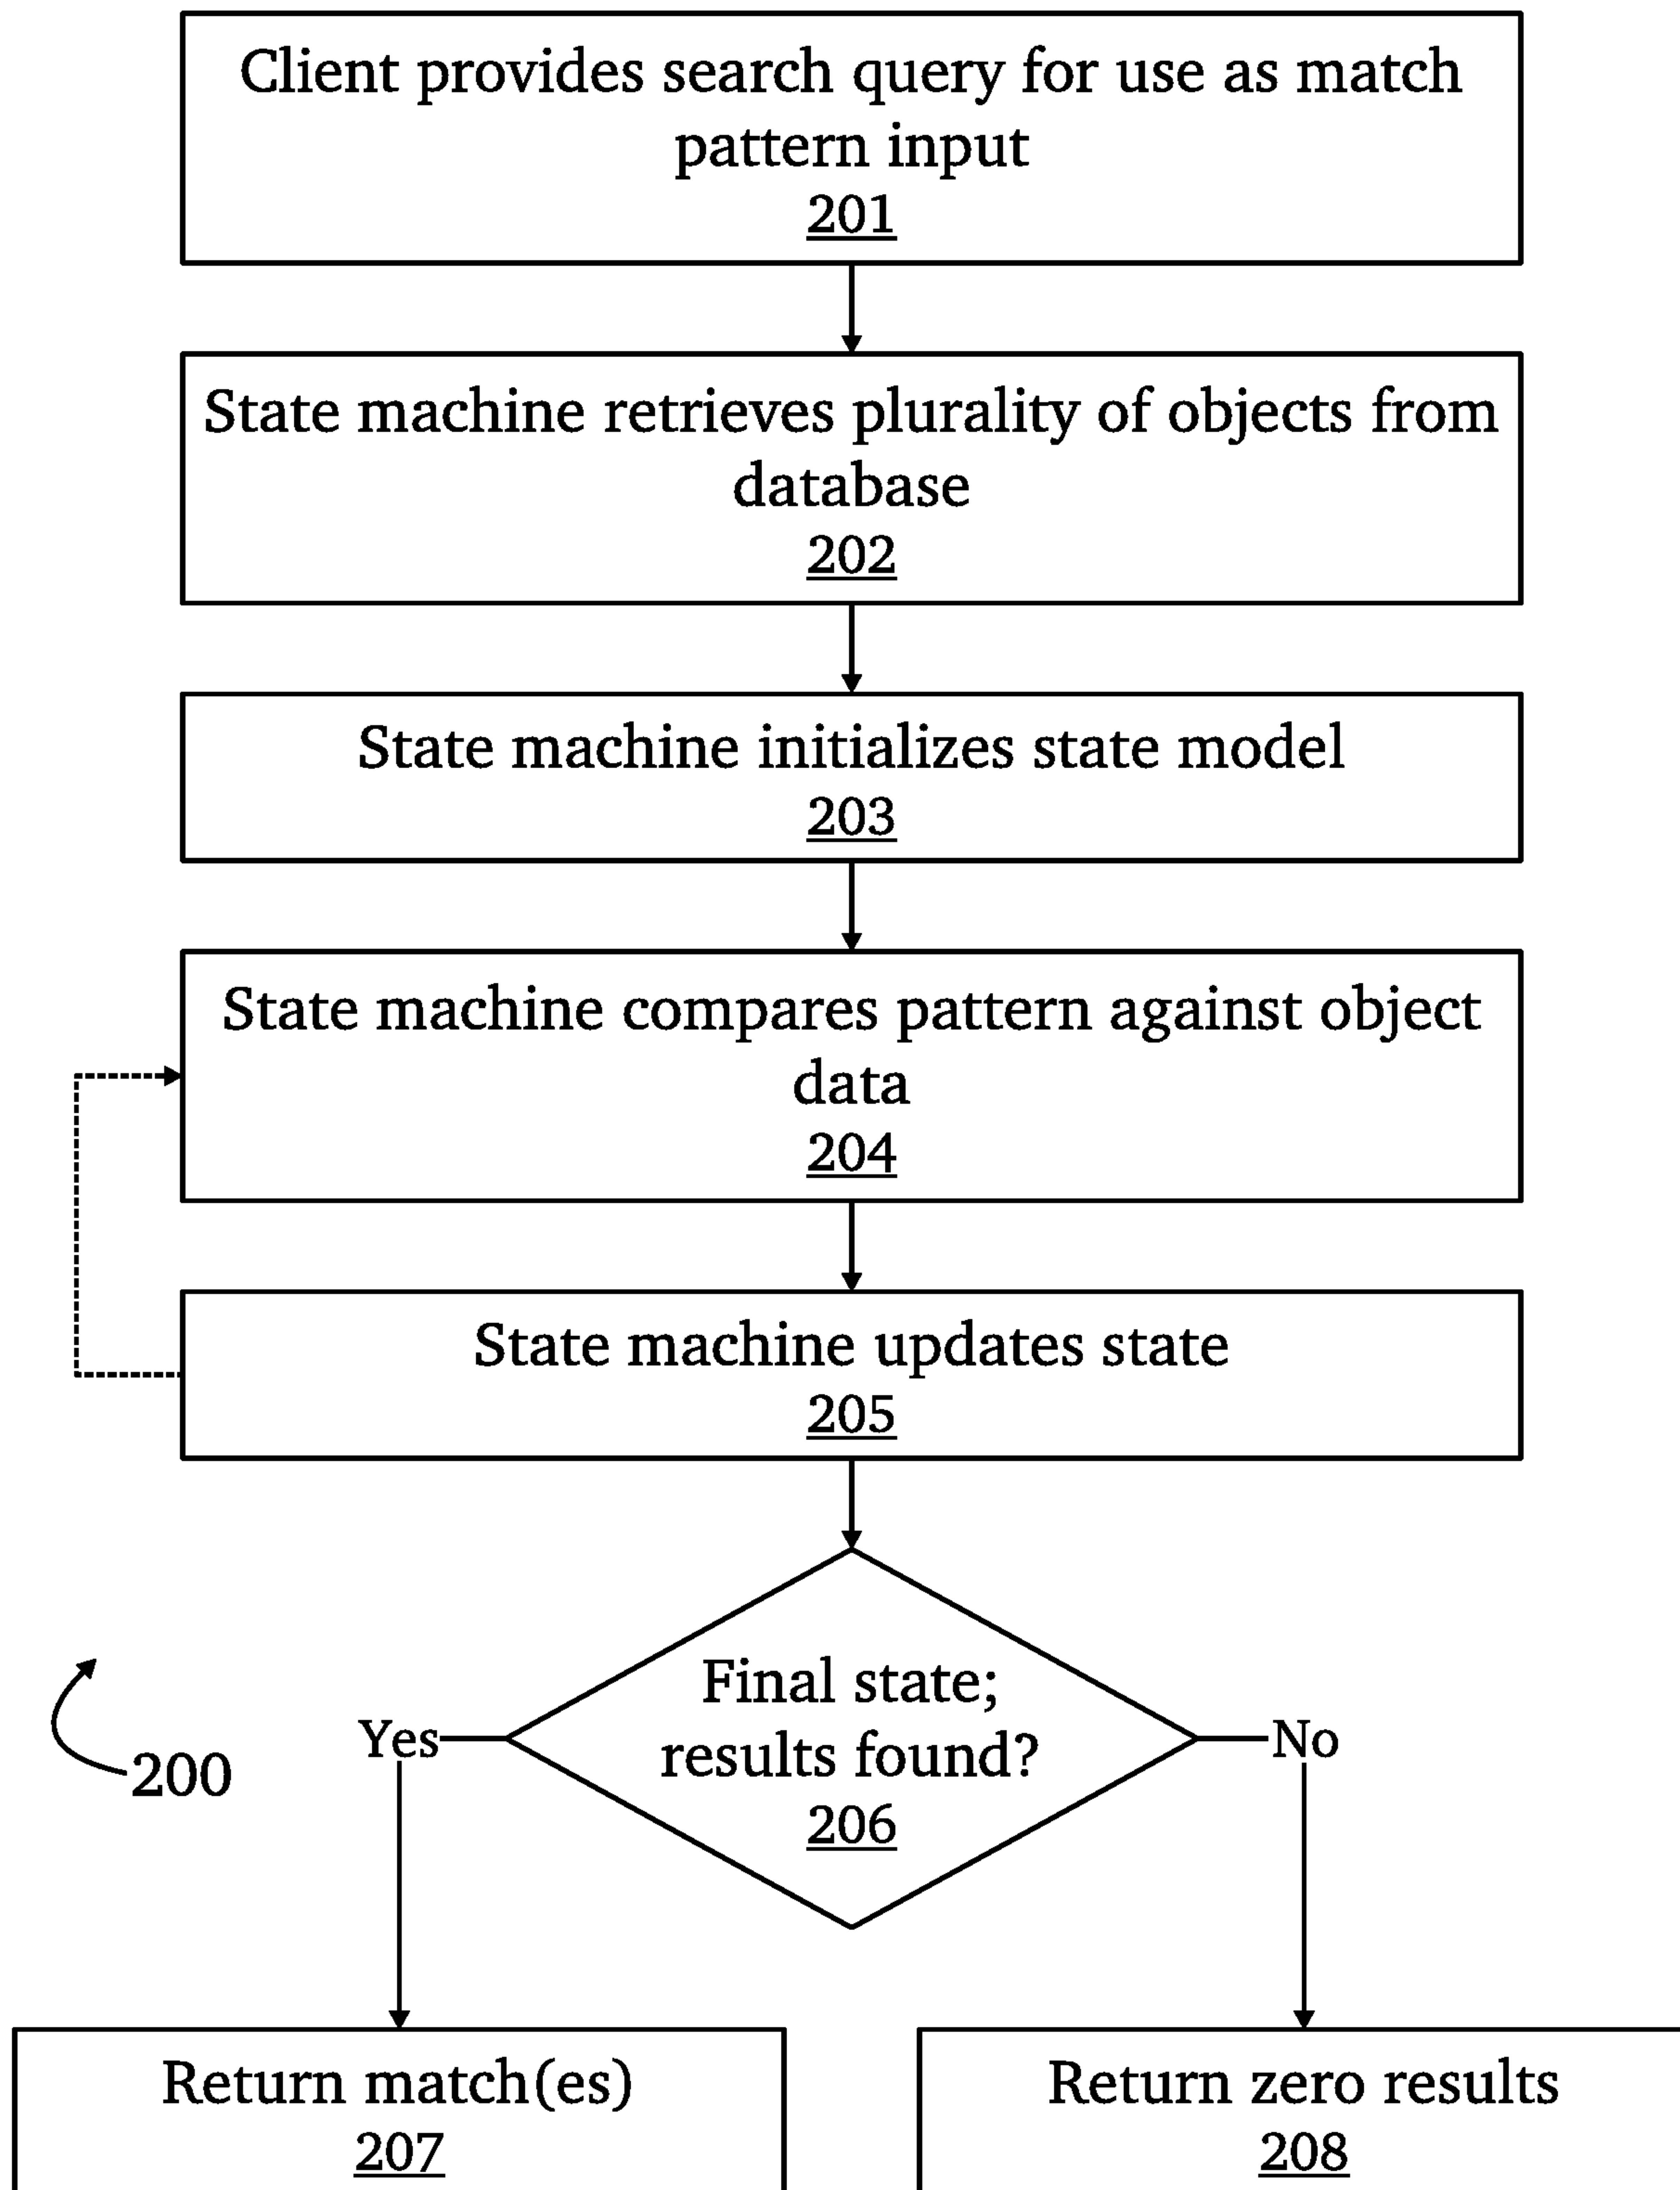 Client provides search query for use as match
pattern input
201
State machine retrieves plurality of objects from
database
202
State machine initializes state model
203
State machine compares pattern against object
data
204
State machine updates state
205
Final state;
results found?
206
Yes
No
200
Return match(es)
207
Return zero results
208